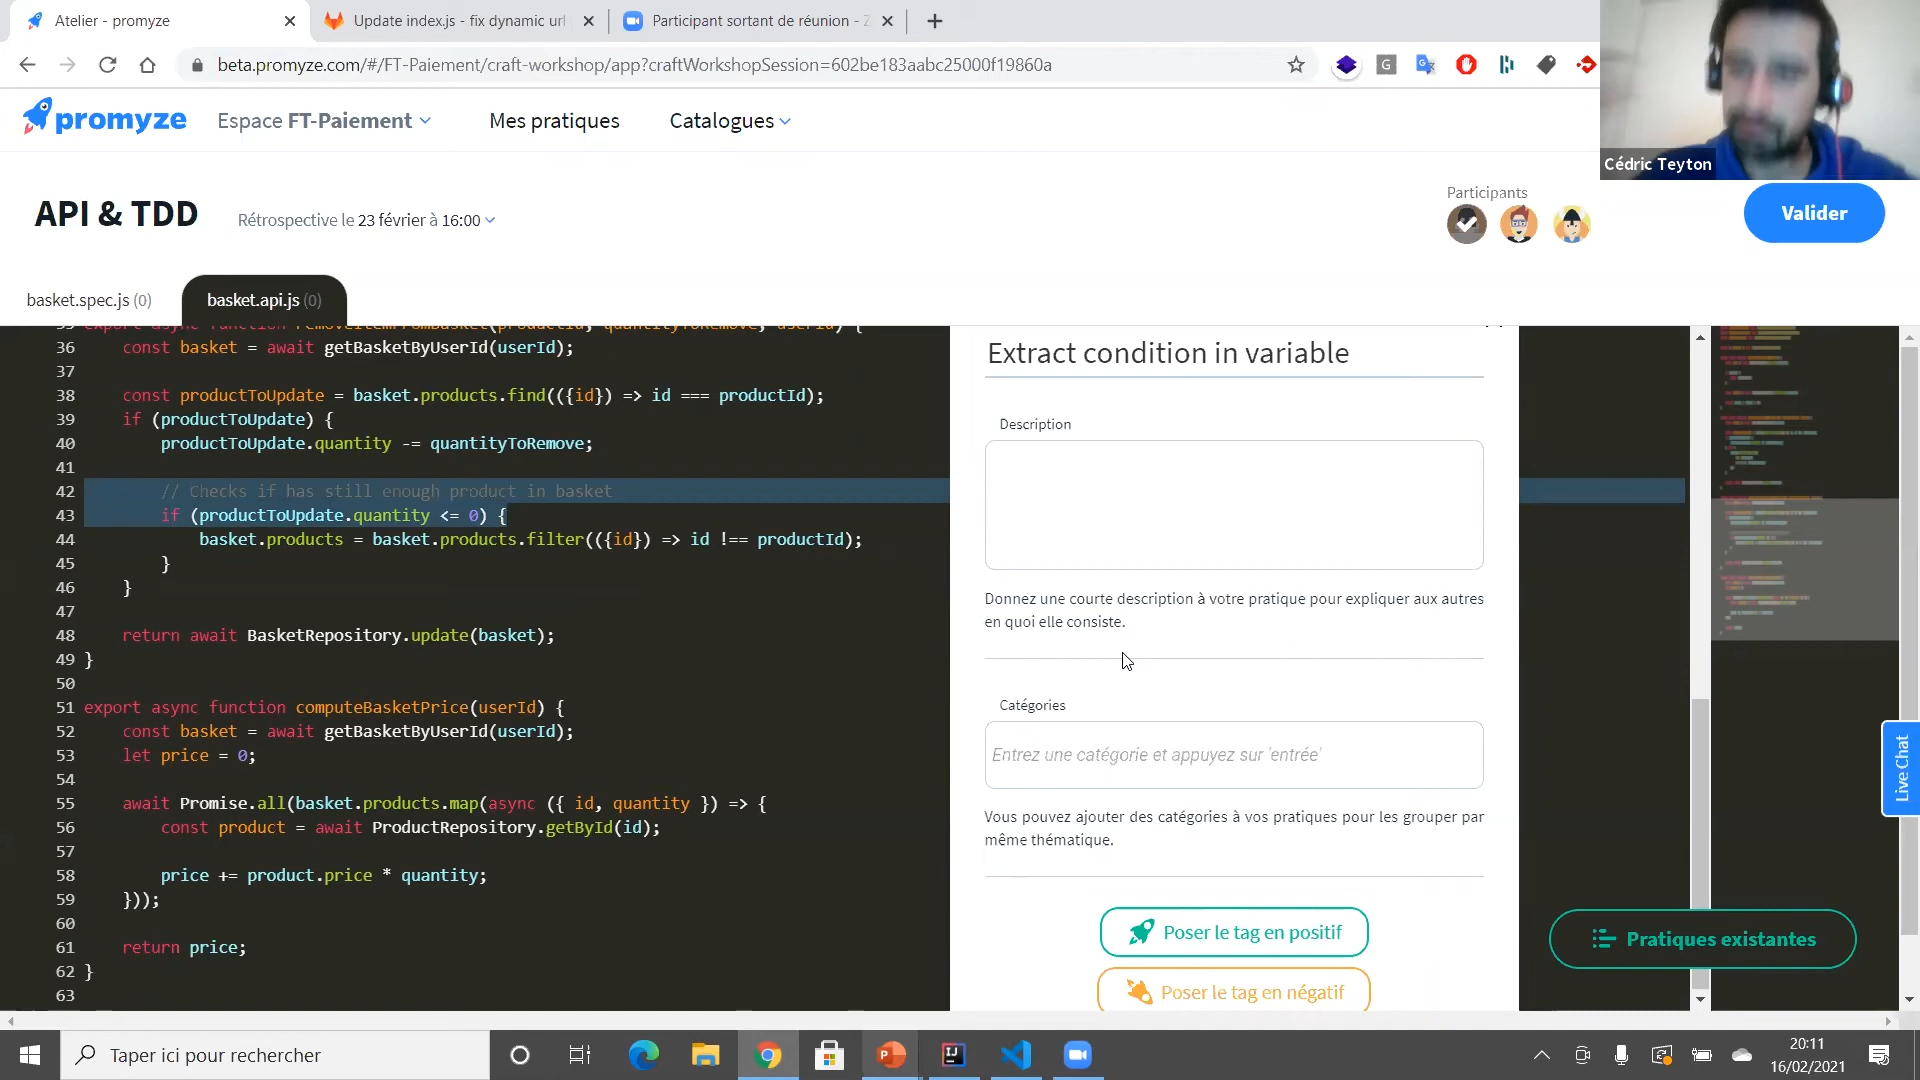 Atelier - promyze
Update index.js - fix dynamic url
Participant sortant de réunion - Z
beta.promyze.com/#/FT-Paiement/craft-workshop/app?craftWorkshopSession=602be183aabc25000f19860a
promyze
Espace FT-Paiement
Mes pratiques
Catalogues
Cédric Teyton
API & TDD
Rétrospective le 23 février à 16:00
Participants
Valider
basket.spec.js (0)
basket.api.js (0)
export async function removeItemFromBasket(productId, quantityToRemove, userId) {
36 const basket = await getBasketByUserId(userId);
37
38 const productToUpdate = basket.products.find(({id}) => id === productId);
39 if (productToUpdate) {
40 productToUpdate.quantity -= quantityToRemove;
41
42 // Checks if has still enough product in basket
43 if (productToUpdate.quantity <= 0) {
44 basket.products = basket.products.filter(({id}) => id !== productId);
45 }
46 }
47
48 return await BasketRepository.update(basket);
49 }
50
51 export async function computeBasketPrice(userId) {
52 const basket = await getBasketByUserId(userId);
53 let price = 0;
54
55 await Promise.all(basket.products.map(async ({ id, quantity }) => {
56 const product = await ProductRepository.getById(id);
57
58 price += product.price * quantity;
59 }));
60
61 return price;
62 }
63
Extract condition in variable
Description
Donnez une courte description à votre pratique pour expliquer aux autres
en quoi elle consiste.
Catégories
Entrez une catégorie et appuyez sur 'entrée'
Vous pouvez ajouter des catégories à vos pratiques pour les grouper par
même thématique.
Poser le tag en positif
Poser le tag en négatif
Pratiques existantes
Live Chat
Taper ici pour rechercher
20:11
16/02/2021